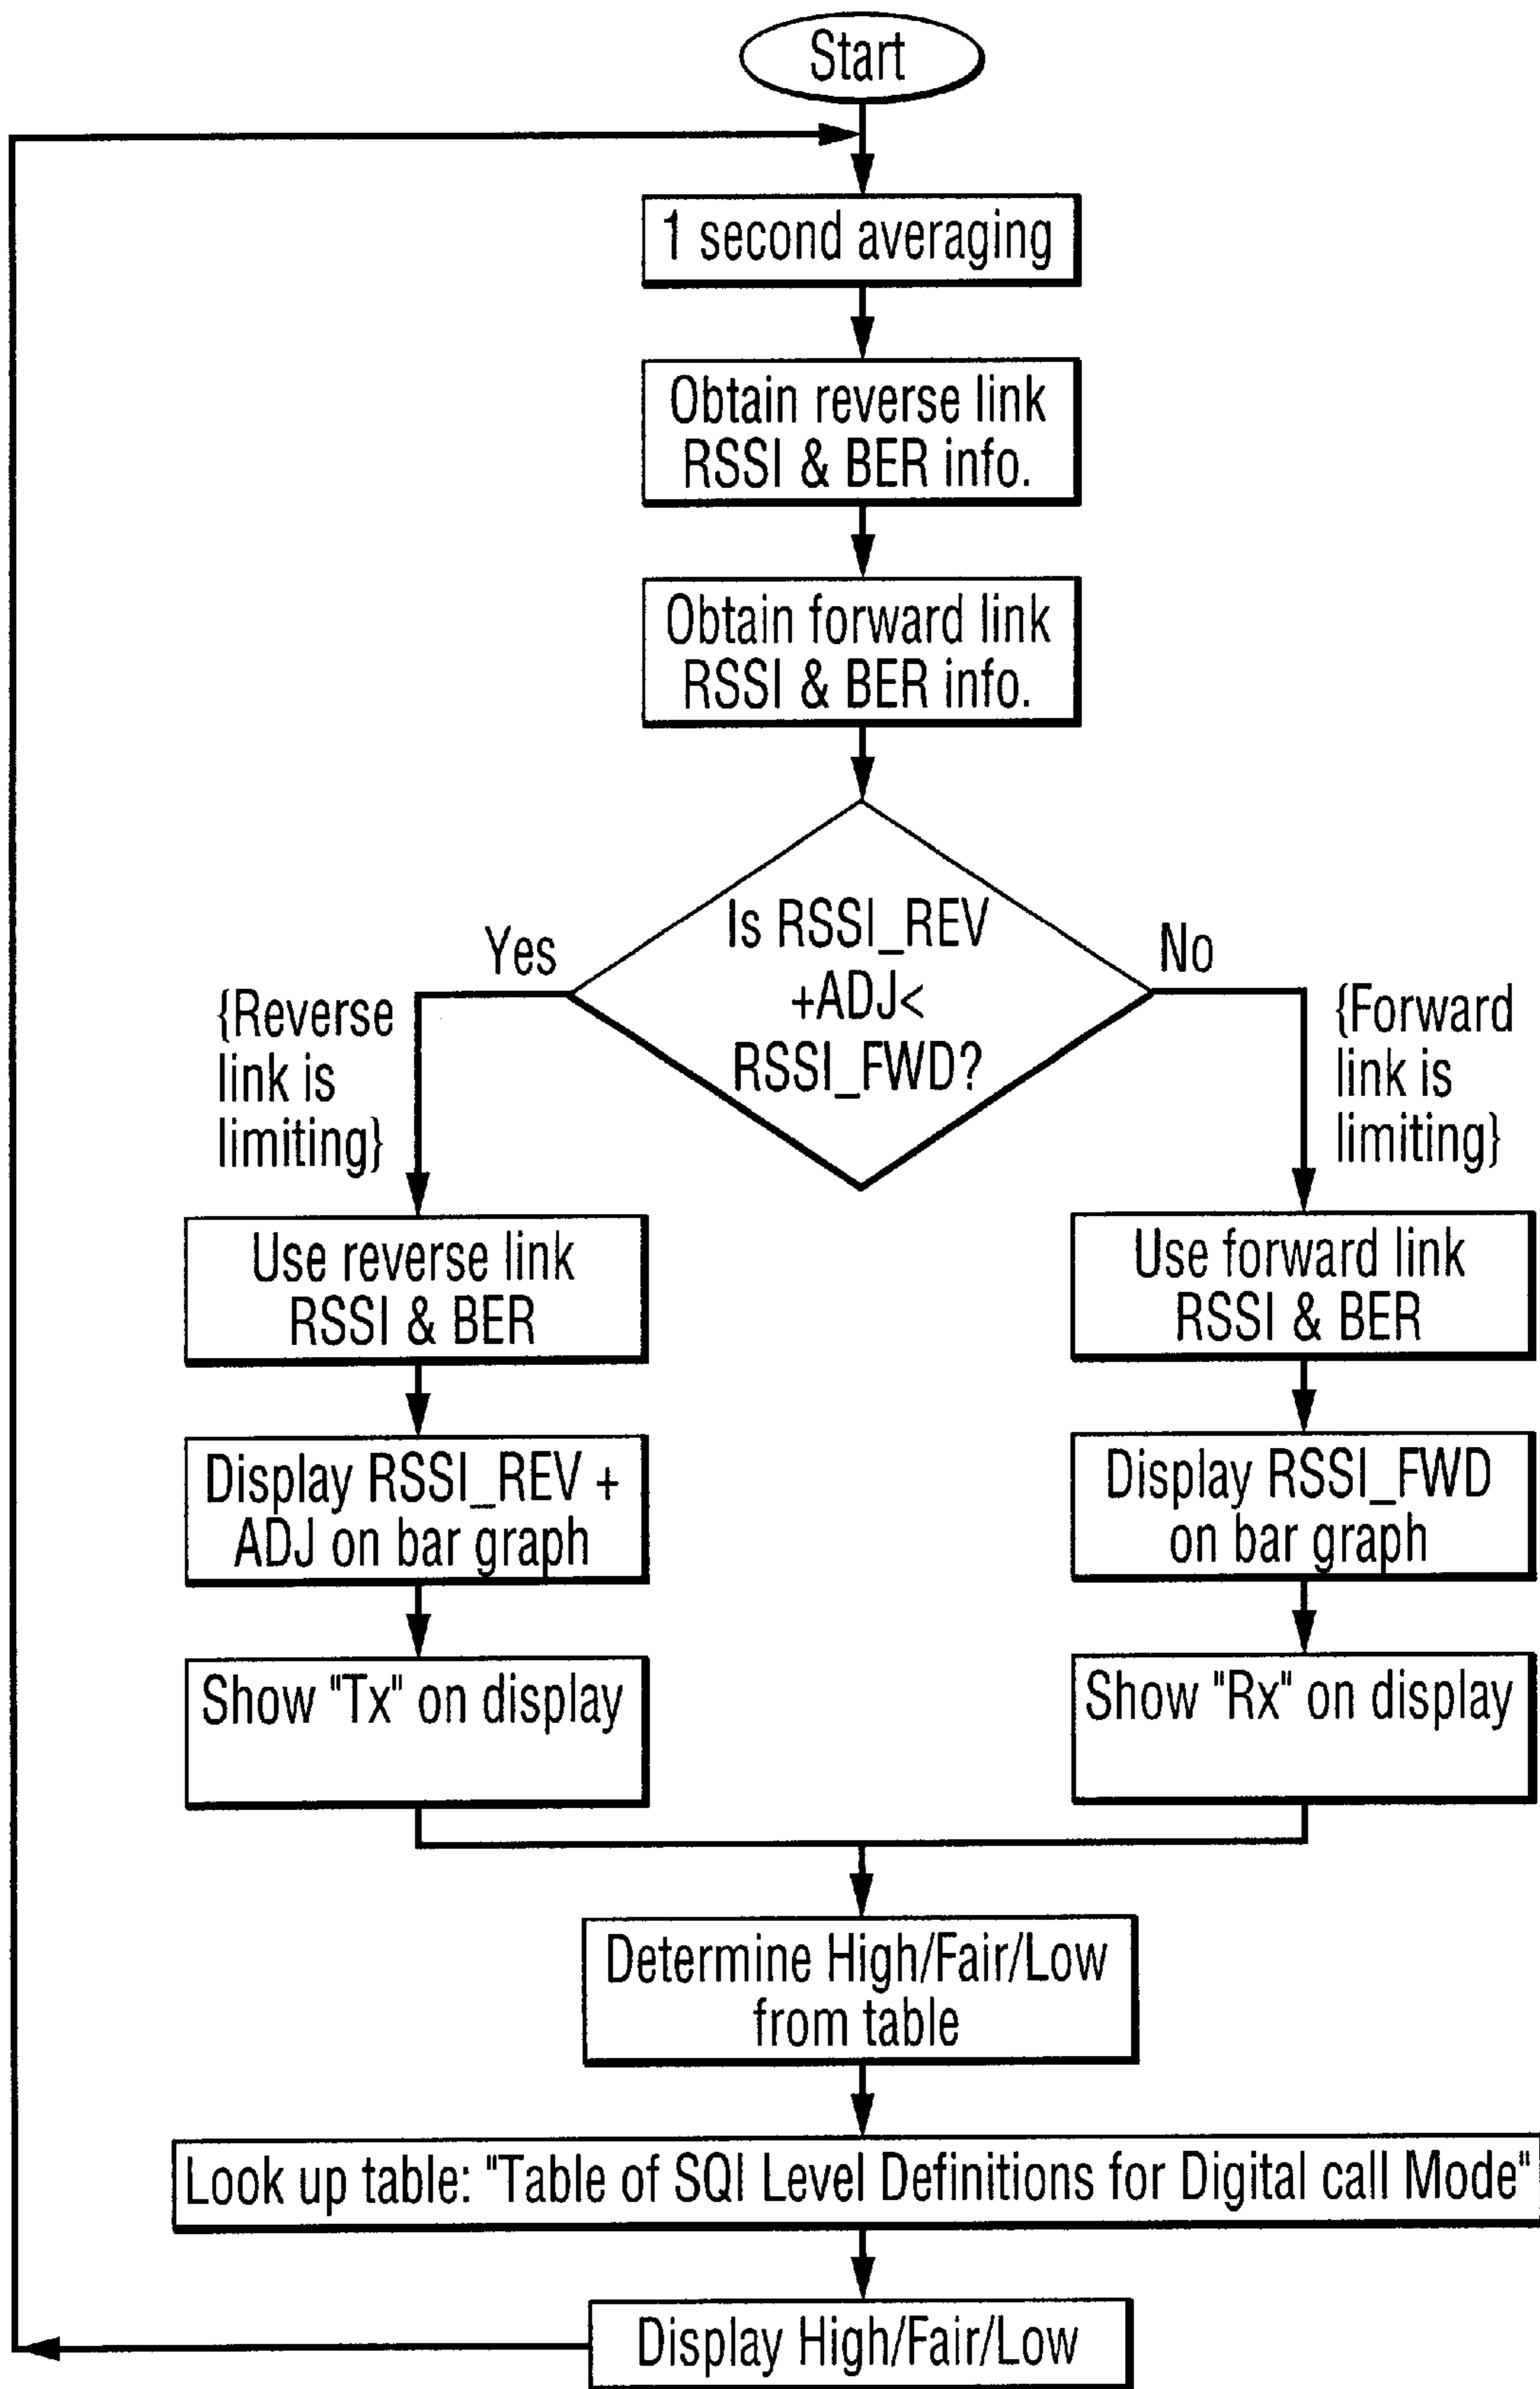 Start
1 second averaging
Obtain reverse link
RSSI & BER info.
Obtain forward link
RSSI & BER info.
Is RSSI_REV
+ADJ<
RSSI_FWD?
Yes
{Reverse
link is
limiting}
No
{Forward
link is
limiting}
Use reverse link
RSSI & BER
Use forward link
RSSI & BER
Display RSSI_REV +
ADJ on bar graph
Display RSSI_FWD
on bar graph
Show "Tx" on display
Show "Rx" on display
Determine High/Fair/Low
from table
Look up table: "Table of SQI Level Definitions for Digital call Mode"
Display High/Fair/Low